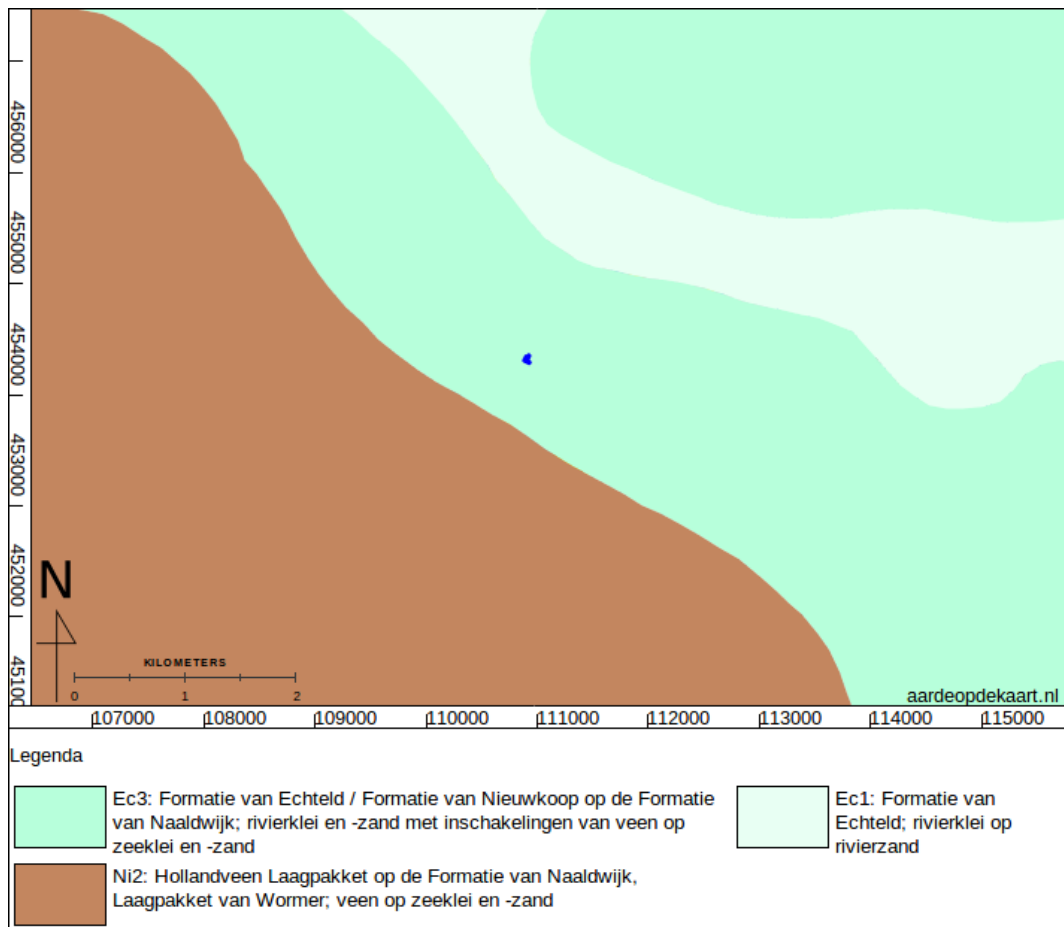 456000
455000
454000
453000
452000
45100
N
KILOMETERS
0 1 2
aardeopdekaart.nl
107000 108000 109000 110000 111000 112000 113000 114000 115000
Legenda
Ec3: Formatie van Echteld / Formatie van Nieuwkoop op de Formatie
van Naaldwijk; rivierklei en -zand met inschakelingen van veen op
zeeklei en -zand
Ec1: Formatie van
Echteld; rivierklei op
rivierzand
Ni2: Hollandveen Laagpakket op de Formatie van Naaldwijk,
Laagpakket van Wormer; veen op zeeklei en -zand